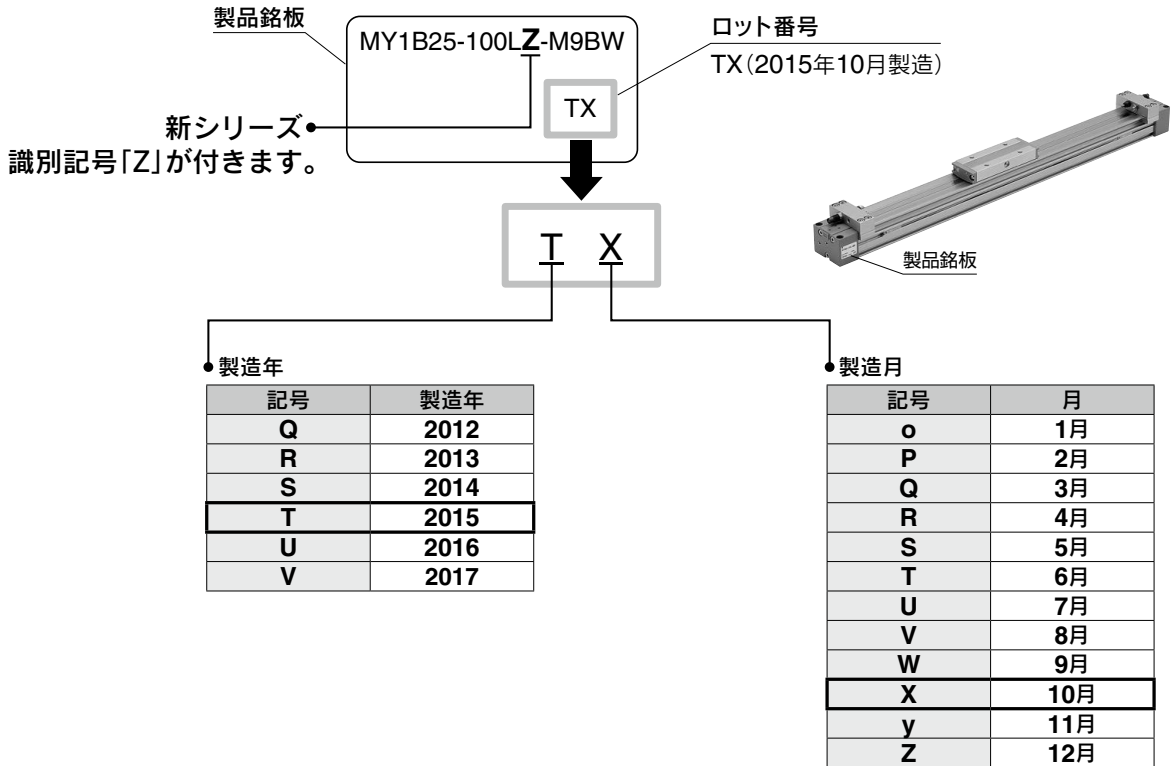 製品銘板
MY1B25-100LZ-M9BW
TX
ロット番号
TX（2015年10月製造）
新シリーズ
識別記号「Z」が付きます。
T X
製品銘板
製造年
記号 製造年
Q 2012
R 2013
S 2014
T 2015
U 2016
V 2017
製造月
記号 月
o 1月
P 2月
Q 3月
R 4月
S 5月
T 6月
U 7月
V 8月
W 9月
X 10月
y 11月
Z 12月